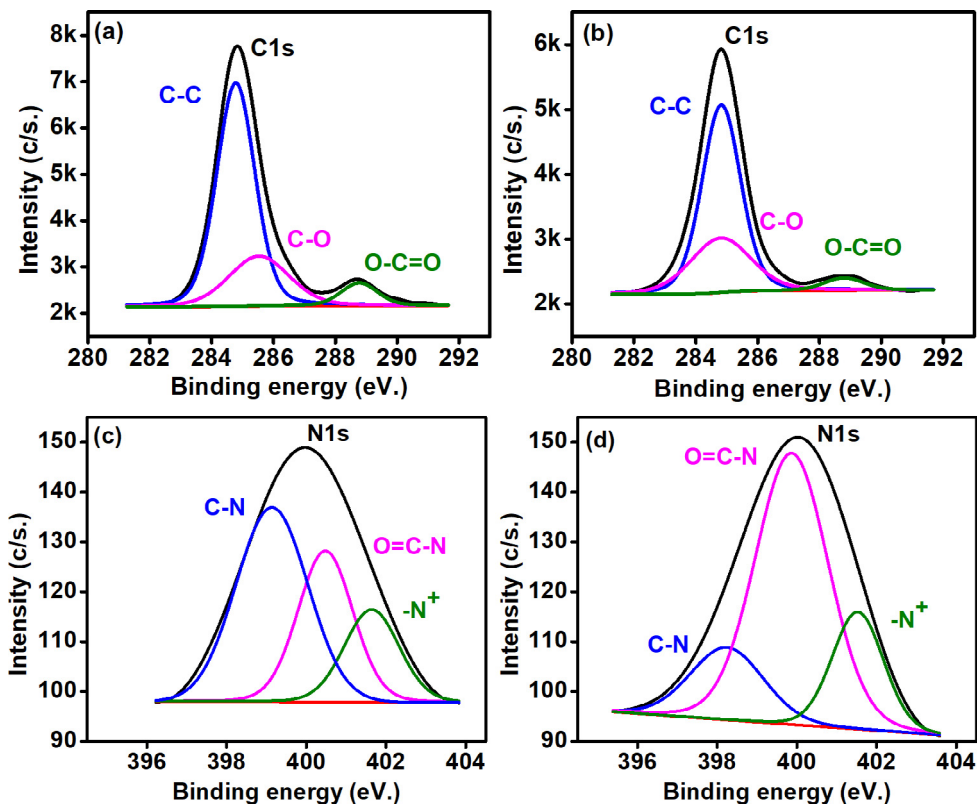 (a)
C1s
C-C
C-O
O-C=O
8k
7k
6k
5k
4k
3k
2k
Intensity (c/s.)
280 282 284 286 288 290 292
Binding energy (eV.)
(b)
C1s
C-C
C-O
O-C=O
6k
5k
4k
3k
2k
Intensity (c/s.)
280 282 284 286 288 290 292
Binding energy (eV.)
(c)
N1s
C-N
O=C-N
-N+
150
140
130
120
110
100
90
Intensity (c/s.)
396 398 400 402 404
Binding energy (eV.)
(d)
N1s
O=C-N
C-N
-N+
150
140
130
120
110
100
90
Intensity (c/s.)
396 398 400 402 404
Binding energy (eV.)